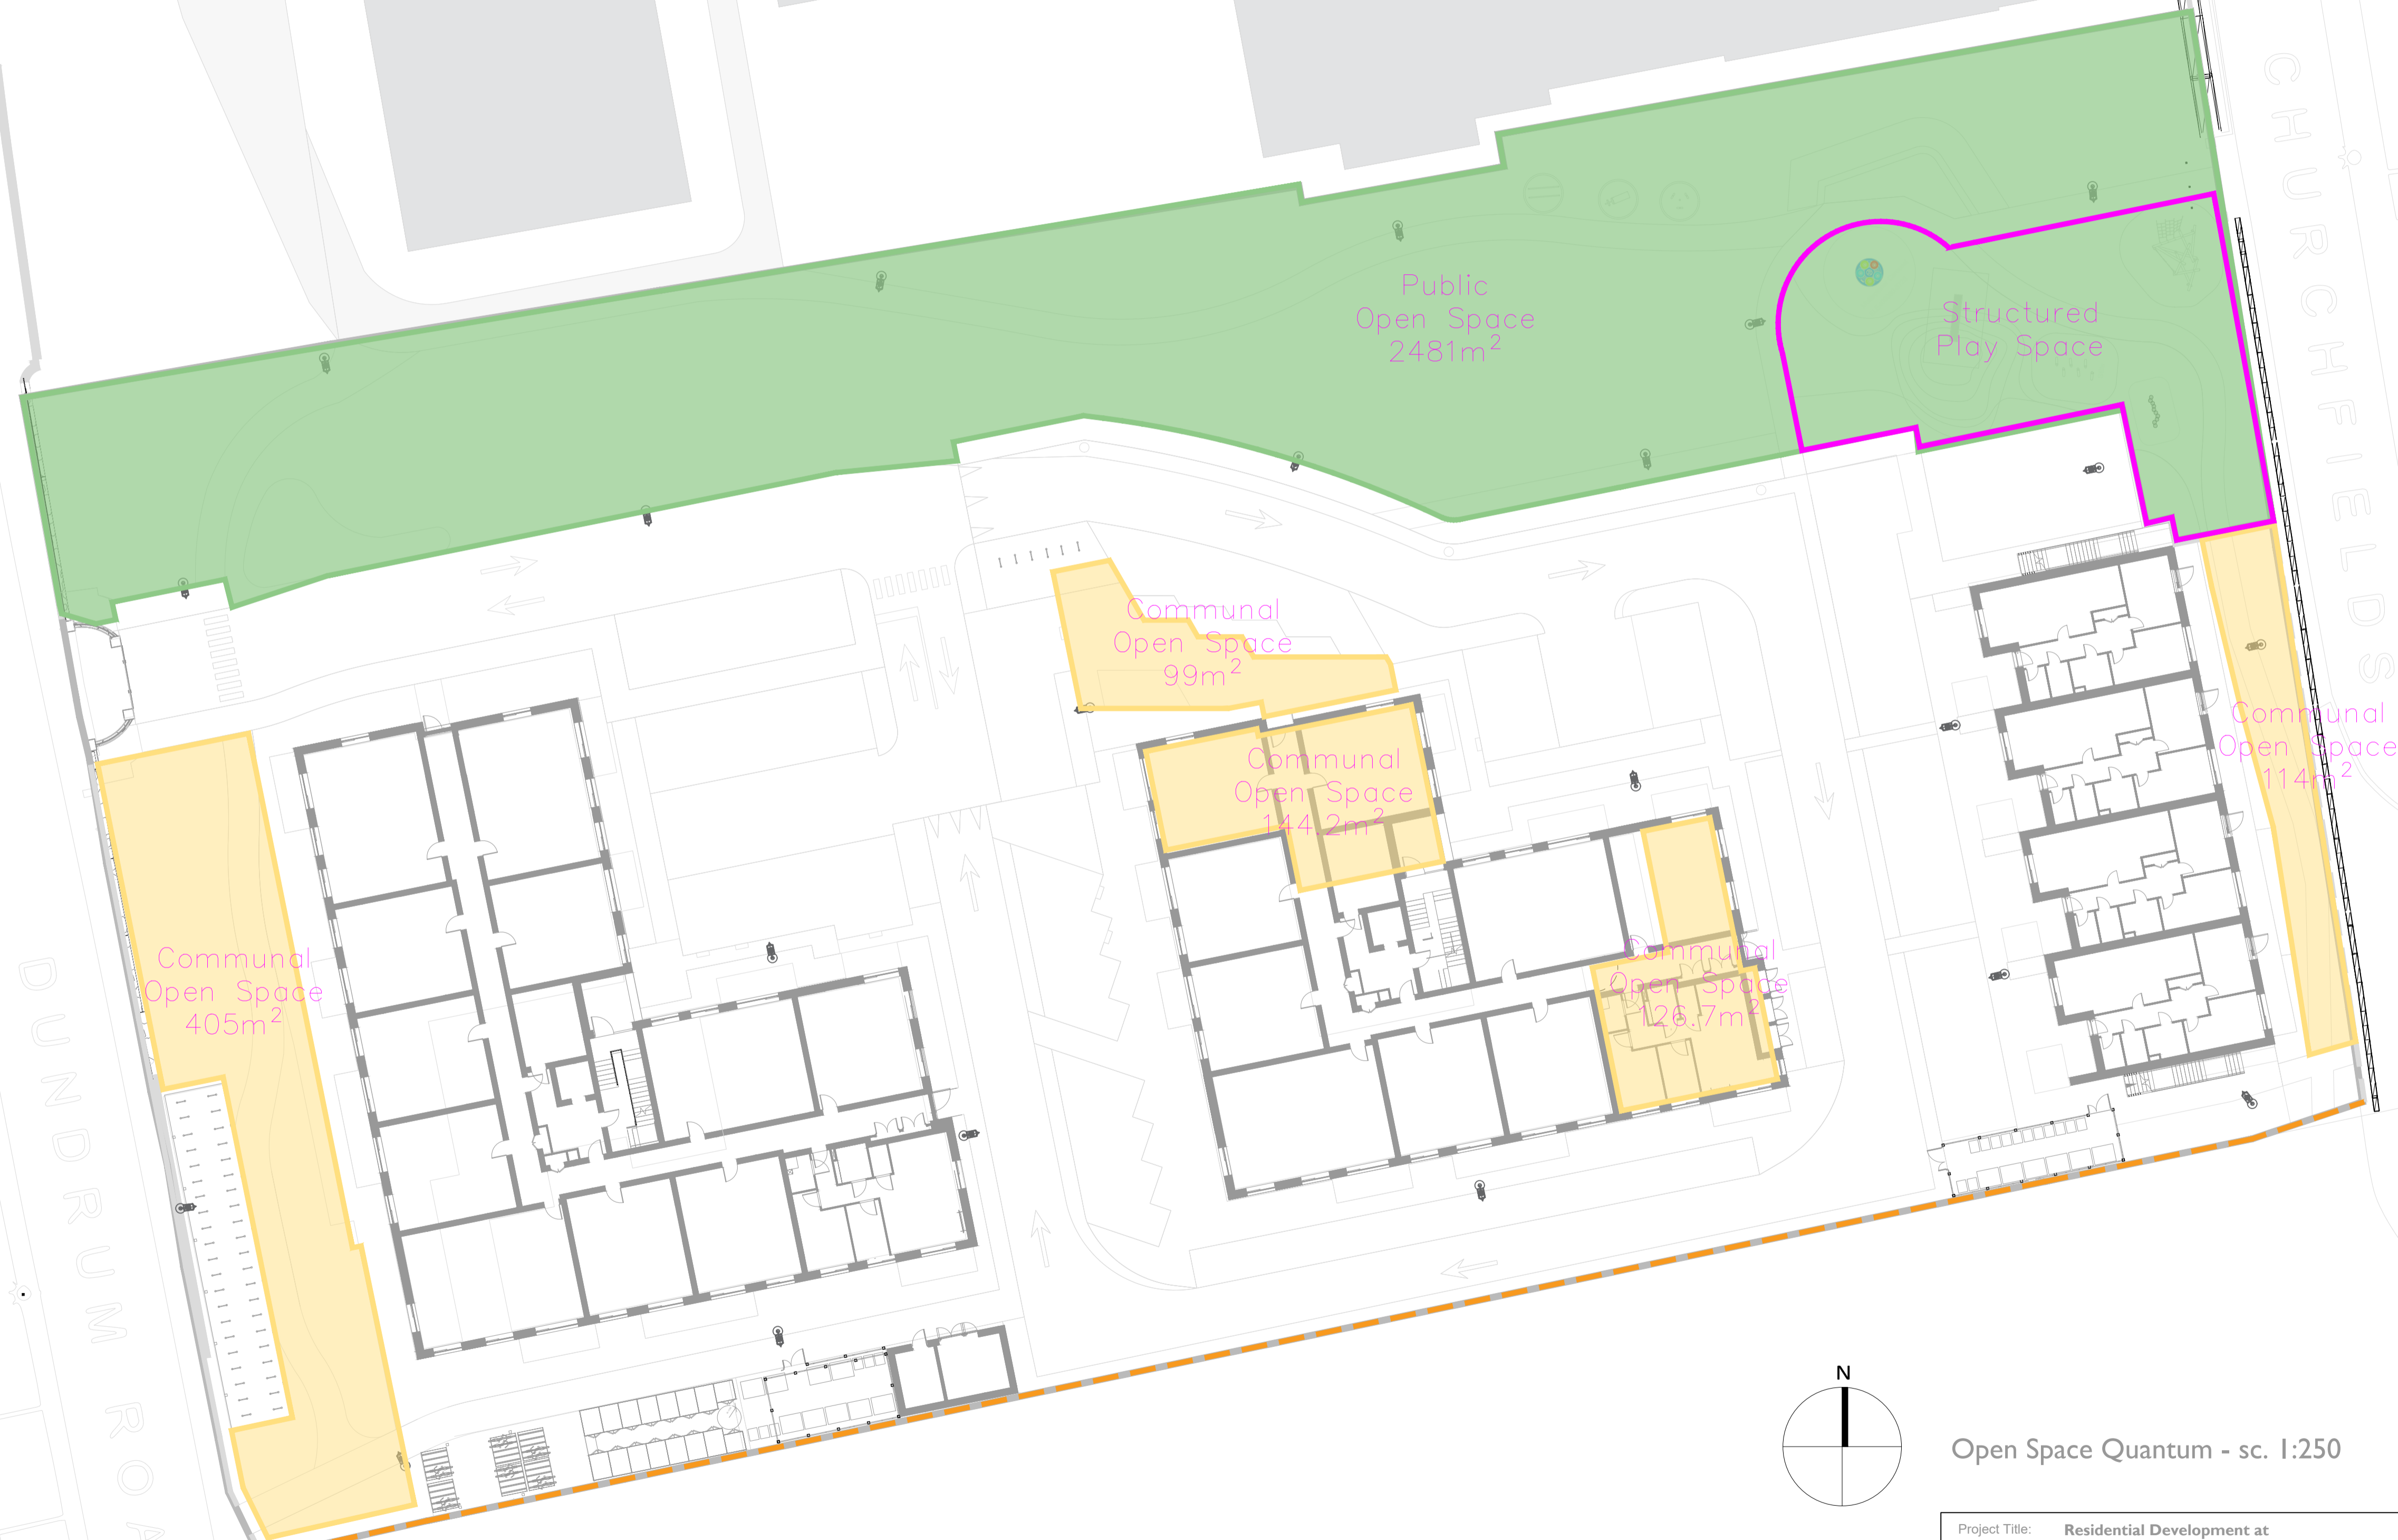 CHURCHFIELDS
Public
Open Space
2481m²
Structured
Play Space
Communal
Open Space
99m²
Communal
Open Space
114m²
Communal
Open Space
144.2m²
Communal
Open Space
126.7m²
Communal
Open Space
405m²
DUNDRUM ROA
N
Open Space Quantum - sc. 1:250
Project Title: Residential Development at